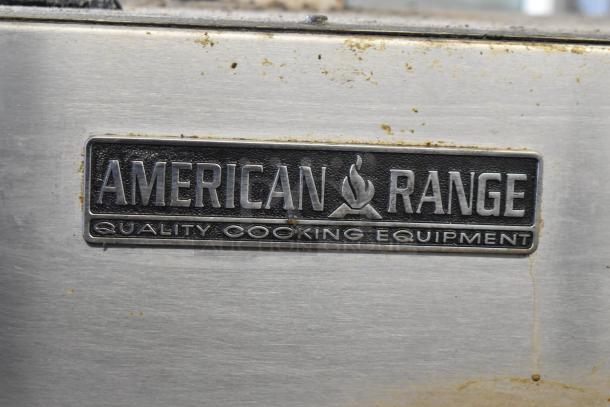 AMERICAN RANGE
QUALITY COOKING EQUIPMENT